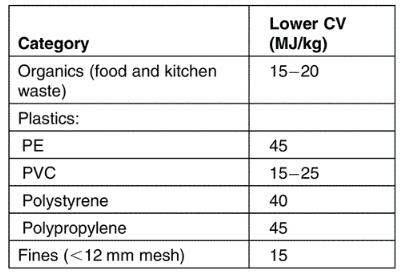 Category Lower CV (MJ/kg)
Organics (food and kitchen waste) 15–20
Plastics:
PE 45
PVC 15–25
Polystyrene 40
Polypropylene 45
Fines (<12 mm mesh) 15